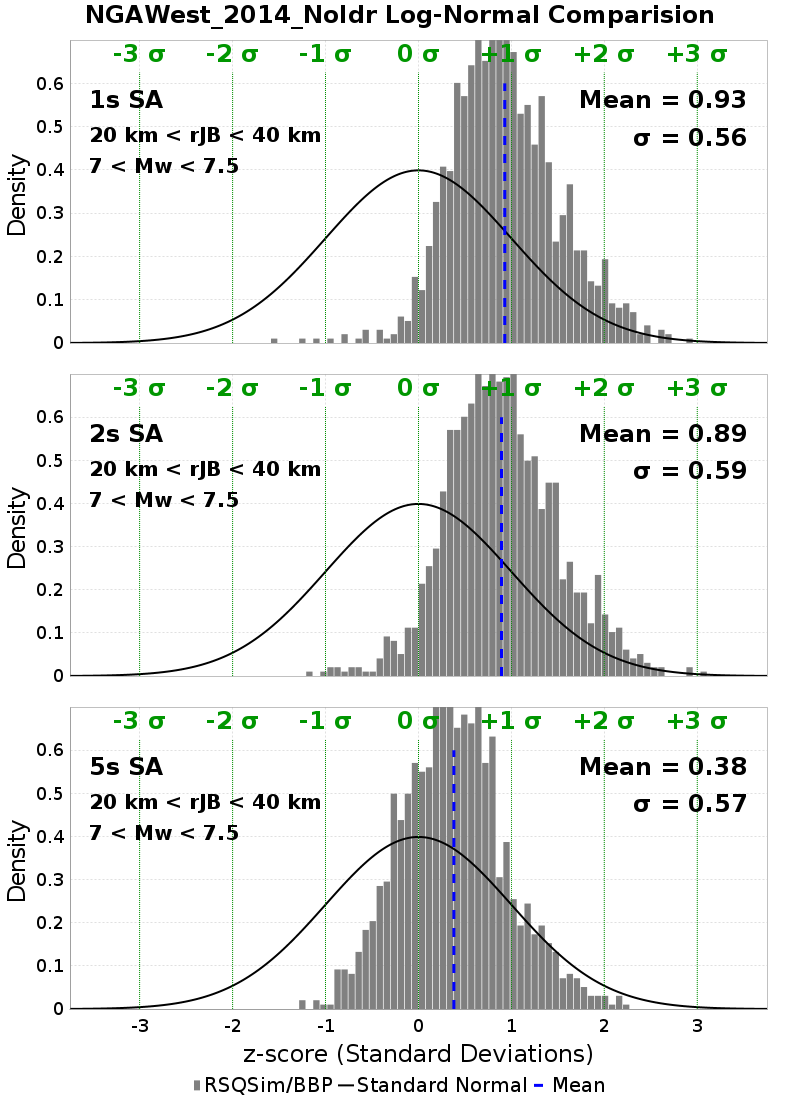 NGAWest_2014_NoIdr Log-Normal Comparision
-3 σ -2 σ -1 σ 0 σ +1 σ +2 σ +3 σ
1s SA Mean = 0.93
20 km < rJB < 40 km σ = 0.56
7 < Mw < 7.5
Density
0.6
0.5
0.4
0.3
0.2
0.1
0
-3 σ -2 σ -1 σ 0 σ +1 σ +2 σ +3 σ
2s SA Mean = 0.89
20 km < rJB < 40 km σ = 0.59
7 < Mw < 7.5
Density
0.6
0.5
0.4
0.3
0.2
0.1
0
-3 σ -2 σ -1 σ 0 σ +1 σ +2 σ +3 σ
5s SA Mean = 0.38
20 km < rJB < 40 km σ = 0.57
7 < Mw < 7.5
Density
0.6
0.5
0.4
0.3
0.2
0.1
0
-3 -2 -1 0 1 2 3
z-score (Standard Deviations)
RSQSim/BBP Standard Normal Mean